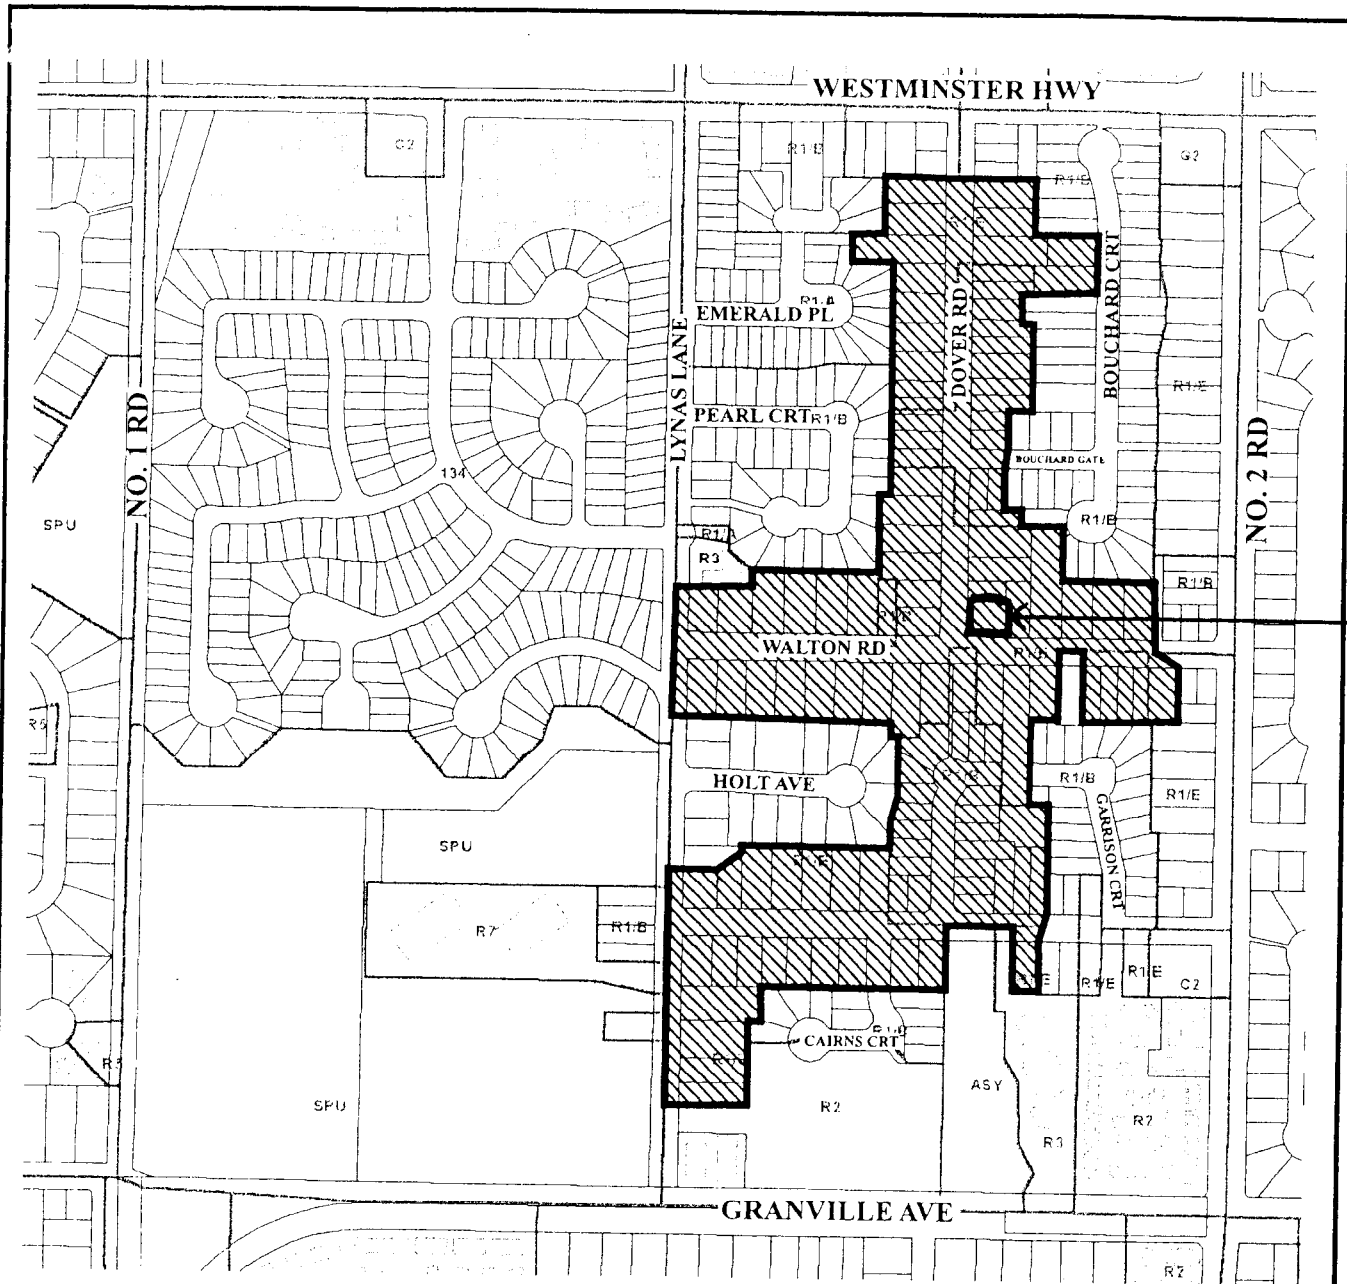 WESTMINSTER HWY
C2
R1/B
G2
R1/B
BOUCHARD CRT
DOVER RD
R1/A
EMERALD PL
LYNAS LANE
NO. 1 RD
R1/E
PEARL CRT
R1/B
NO. 2 RD
BOUCHARD GATE
134
SPU
R1/B
R1/A
R3
R1/B
WALTON RD
R5
HOLT AVE
R1/B
R1/E
GARRISON CRT
SPU
R7
R1/B
R1/E
R1/E
C2
CAIRNS CRT
ASY
SPU
R2
R2
R3
GRANVILLE AVE
R2